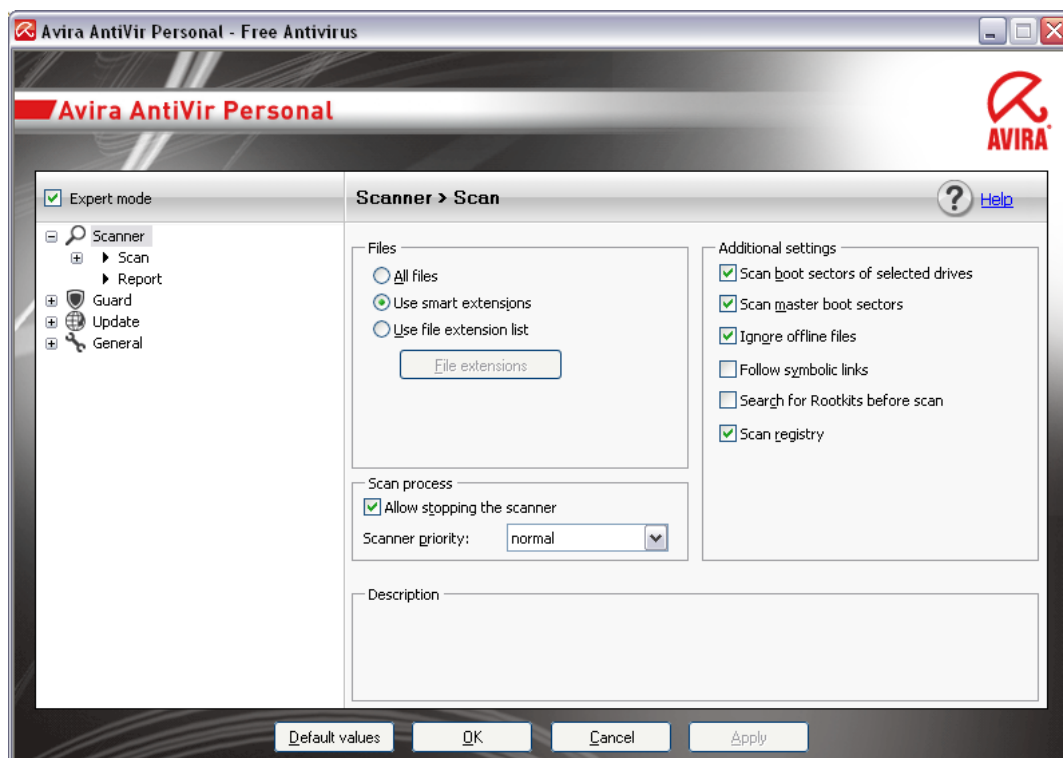 Avira AntiVir Personal - Free Antivirus
Avira AntiVir Personal
AVIRA
Expert mode
Scanner > Scan
? Help
Scanner
Scan
Report
Guard
Update
General
Files
All files
Use smart extensions
Use file extension list
File extensions
Additional settings
Scan boot sectors of selected drives
Scan master boot sectors
Ignore offline files
Follow symbolic links
Search for Rootkits before scan
Scan registry
Scan process
Allow stopping the scanner
Scanner priority: normal
Description
Default values OK Cancel Apply